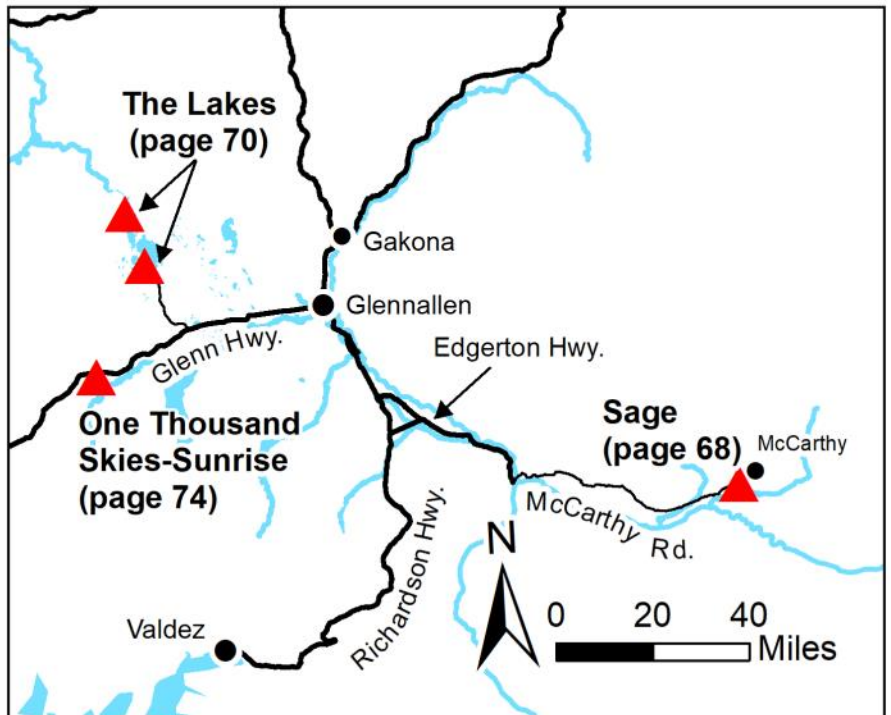 The Lakes
(page 70)
Gakona
Glennallen
Glenn Hwy.
Edgerton Hwy.
One Thousand
Skies-Sunrise
(page 74)
Sage
(page 68)
McCarthy
McCarthy Rd.
Richardson Hwy.
N
0 20 40
Miles
Valdez